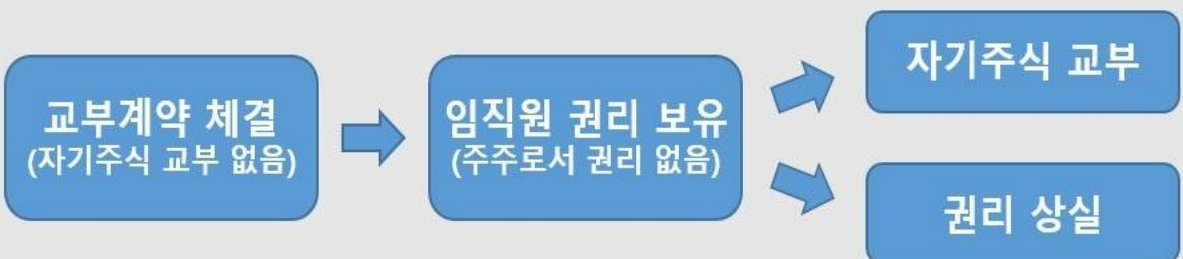 교부계약 체결
(자기주식 교부 없음)
임직원 권리 보유
(주주로서 권리 없음)
자기주식 교부
권리 상실